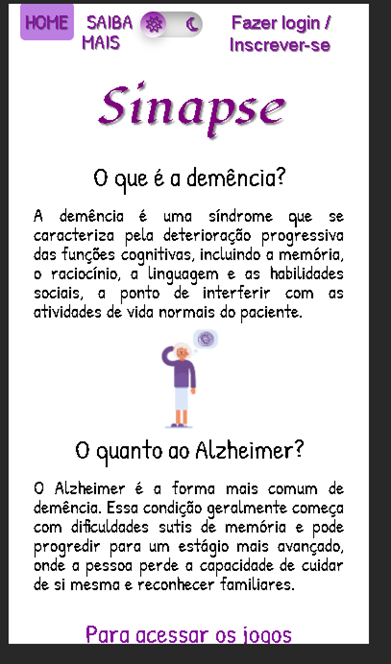 HOME SAIBA MAIS Fazer login / Inscrever-se
Sinapse
O que é a demência?
A demência é uma síndrome que se
caracteriza pela deterioração progressiva
das funções cognitivas, incluindo a memória,
o raciocínio, a linguagem e as habilidades
sociais, a ponto de interferir com as
atividades de vida normais do paciente.
O quanto ao Alzheimer?
O Alzheimer é a forma mais comum de
demência. Essa condição geralmente começa
com dificuldades sutis de memória e pode
progredir para um estágio mais avançado,
onde a pessoa perde a capacidade de cuidar
de si mesma e reconhecer familiares.
Para acessar os jogos